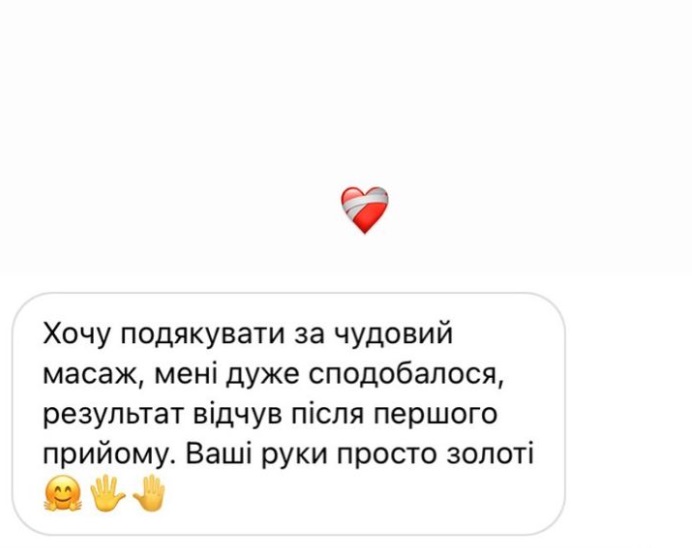 Хочу подякувати за чудовий
масаж, мені дуже сподобалося,
результат відчув після першого
прийому. Ваші руки просто золоті
🤗🖐️🤚